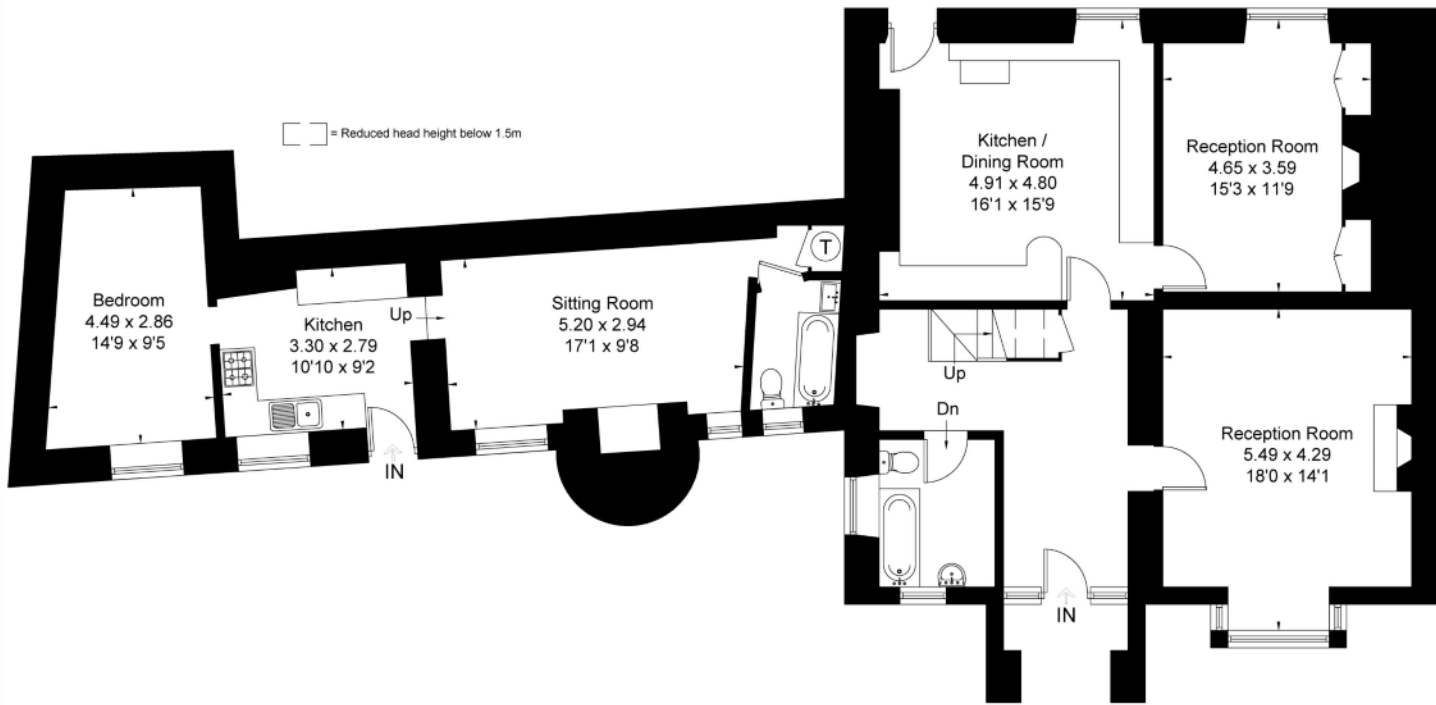 = Reduced head height below 1.5m
Kitchen /
Dining Room
4.91 x 4.80
16'1 x 15'9
Reception Room
4.65 x 3.59
15'3 x 11'9
T
Bedroom
4.49 x 2.86
14'9 x 9'5
Kitchen
3.30 x 2.79
10'10 x 9'2
Up
Sitting Room
5.20 x 2.94
17'1 x 9'8
Up
Dn
Reception Room
5.49 x 4.29
18'0 x 14'1
IN
IN